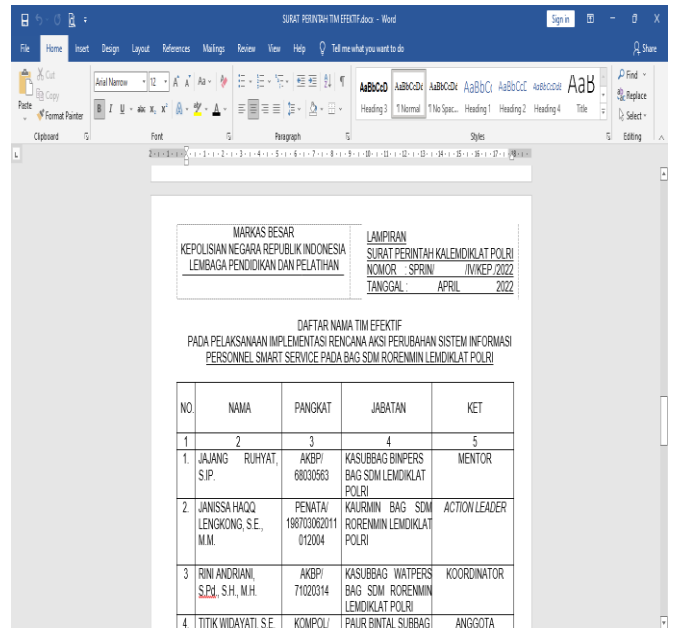 SURAT PERINTAH TIM EFEKTIF.docx - Word
Sign in
File Home Insert Design Layout References Mailings Review View Help Tell me what you want to do Share
Paste
Cut
Copy
Format Painter
Clipboard
Arial Narrow 12
Font
Paragraph
AaBbCcD AaBbCcDc AaBbCcDc AaBbCc AaBbCcC AaBbCcDdE AaB
Heading 3 ¶ Normal ¶ No Spac... Heading 1 Heading 2 Heading 4 Title
Styles
Find
Replace
Select
Editing
MARKAS BESAR
KEPOLISIAN NEGARA REPUBLIK INDONESIA
LEMBAGA PENDIDIKAN DAN PELATIHAN
LAMPIRAN
SURAT PERINTAH KALEMDIKLAT POLRI
NOMOR : SPRIN/ /IV/KEP./2022
TANGGAL : APRIL 2022
DAFTAR NAMA TIM EFEKTIF
PADA PELAKSANAAN IMPLEMENTASI RENCANA AKSI PERUBAHAN SISTEM INFORMASI
PERSONNEL SMART SERVICE PADA BAG SDM RORENMIN LEMDIKLAT POLRI
NO. NAMA PANGKAT JABATAN KET
1 2 3 4 5
1. JAJANG RUHYAT, AKBP/ KASUBBAG BINPERS MENTOR
S.IP. 68030563 BAG SDM LEMDIKLAT
POLRI
2. JANISSA HAQQ PENATA/ KAURMIN BAG SDM ACTION LEADER
LENGKONG, S.E., 198703062011 RORENMIN LEMDIKLAT
M.M. 012004 POLRI
3 RINI ANDRIANI, AKBP/ KASUBBAG WATPERS KOORDINATOR
S.Pd., S.H., M.H. 71020314 BAG SDM RORENMIN
LEMDIKLAT POLRI
4. TITIK WIDAYATI, S.E. KOMPOL/ PAUR BINTAL SUBBAG ANGGOTA